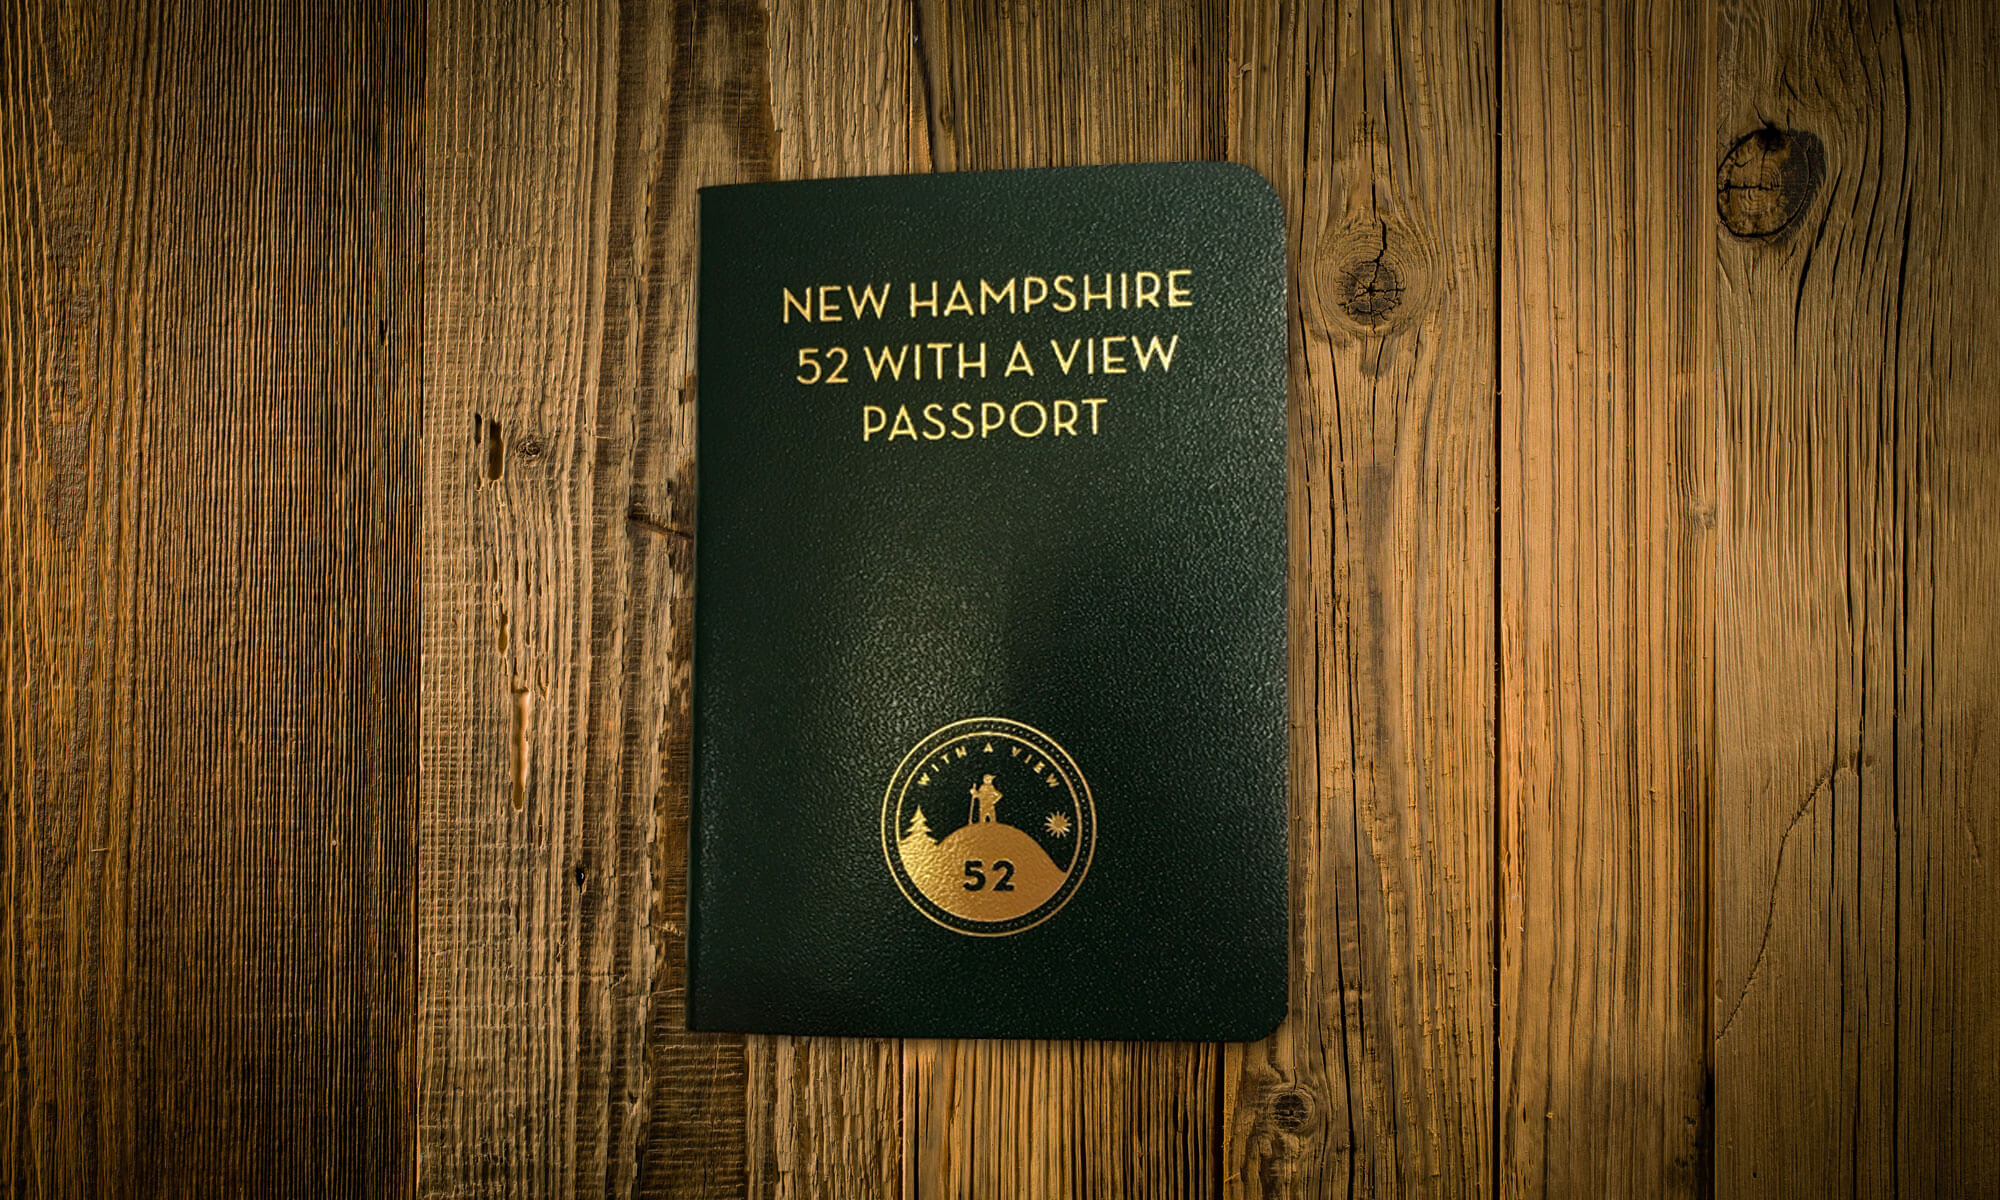 NEW HAMPSHIRE
52 WITH A VIEW
PASSPORT
WITH A VIEW
52